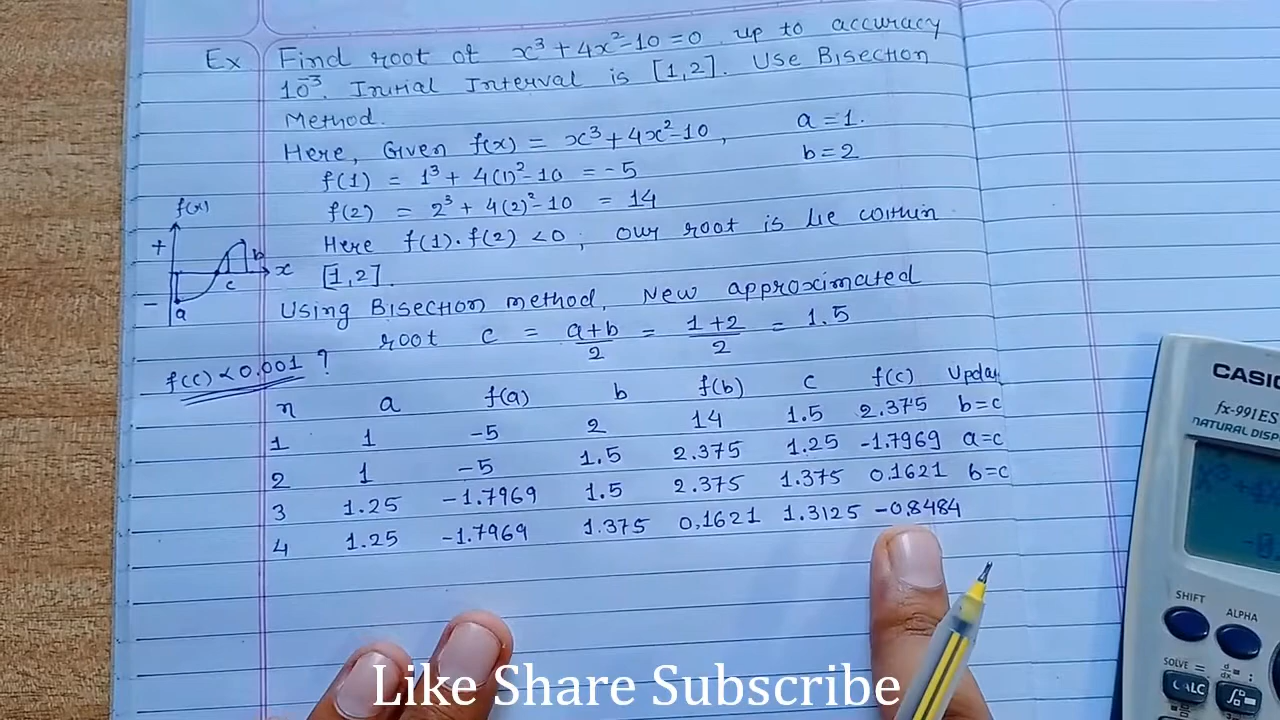 Ex Find root of x³ + 4x² - 10 = 0 up to accuracy
10⁻³. Initial Interval is [1,2]. Use Bisection
Method.
Here, Given f(x) = x³ + 4x² - 10, a = 1.
b = 2
f(1) = 1³ + 4(1)² - 10 = -5
f(2) = 2³ + 4(2)² - 10 = 14
Here f(1).f(2) < 0, our root is lie within
[1,2].
f(x)
+
b
x
c
-
a
Using Bisection method, New approximated
root c = a+b/2 = 1+2/2 = 1.5
f(c) < 0.001 ?
n a f(a) b f(b) c f(c) Updat
1 1 -5 2 14 1.5 2.375 b=c
2 1 -5 1.5 2.375 1.25 -1.7969 a=c
3 1.25 -1.7969 1.5 2.375 1.375 0.1621 b=c
4 1.25 -1.7969 1.375 0.1621 1.3125 -0.8484
CASIO
fx-991ES
NATURAL DISP
SHIFT
ALPHA
SOLVE =
CALC
Like Share Subscribe